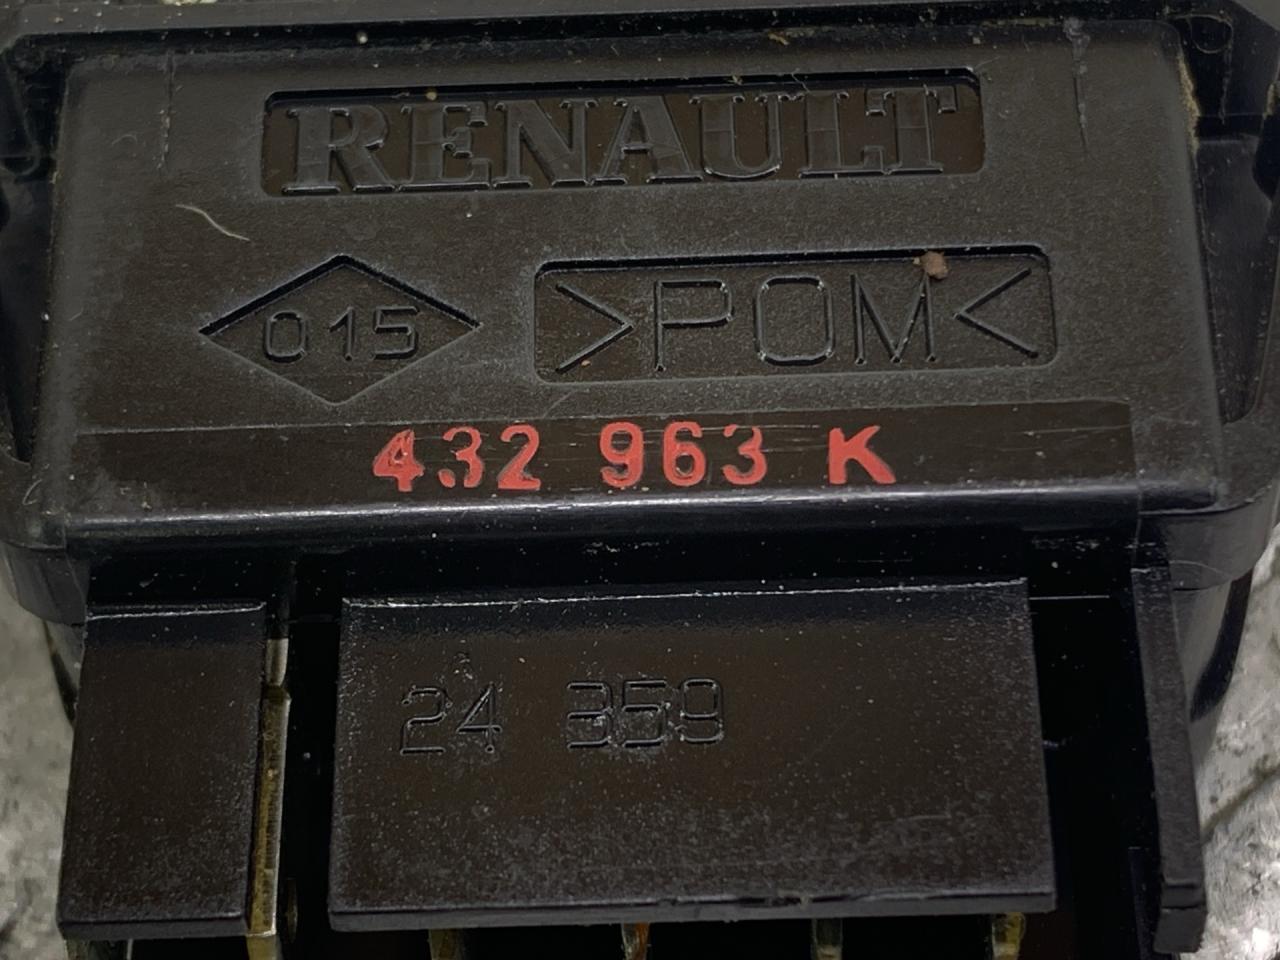 RENAULT
015 >POM<
432 963 K
24 359